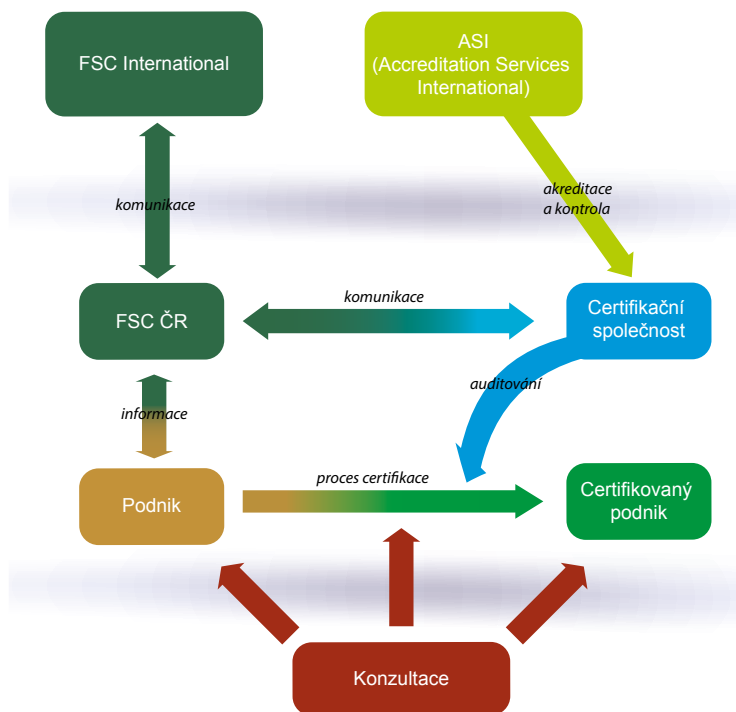 FSC International
ASI
(Accreditation Services
International)
komunikace
akreditace
a kontrola
FSC ČR
komunikace
Certifikační
společnost
informace
auditování
Podnik
proces certifikace
Certifikovaný
podnik
Konzultace